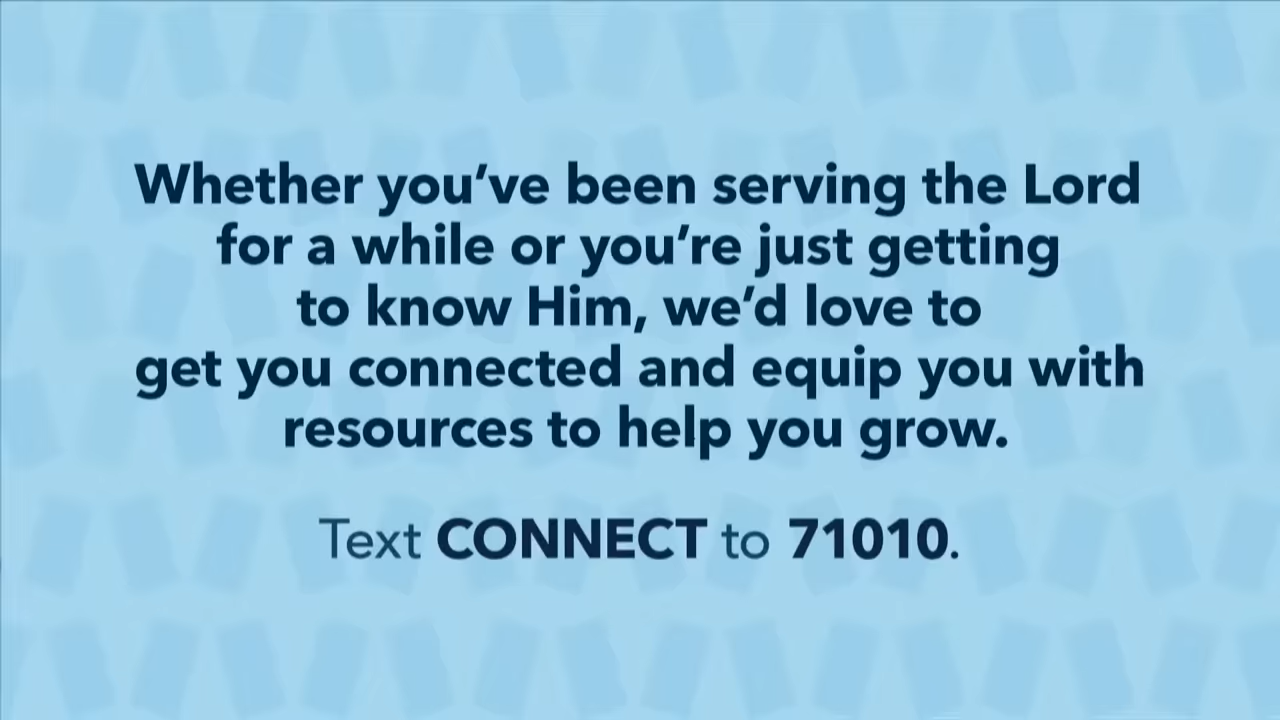 Whether you’ve been serving the Lord
for a while or you’re just getting
to know Him, we’d love to
get you connected and equip you with
resources to help you grow.
Text CONNECT to 71010.